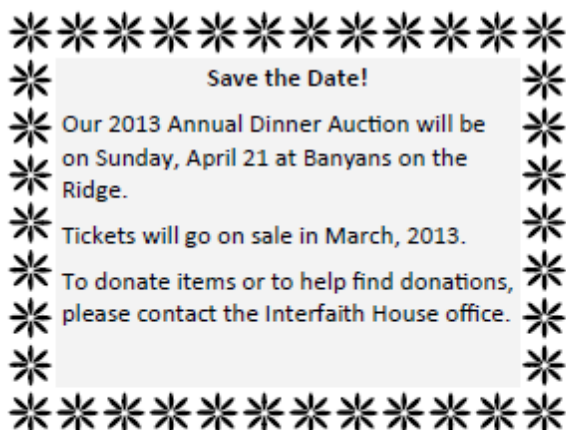 Save the Date!
Our 2013 Annual Dinner Auction will be
on Sunday, April 21 at Banyans on the
Ridge.
Tickets will go on sale in March, 2013.
To donate items or to help find donations,
please contact the Interfaith House office.